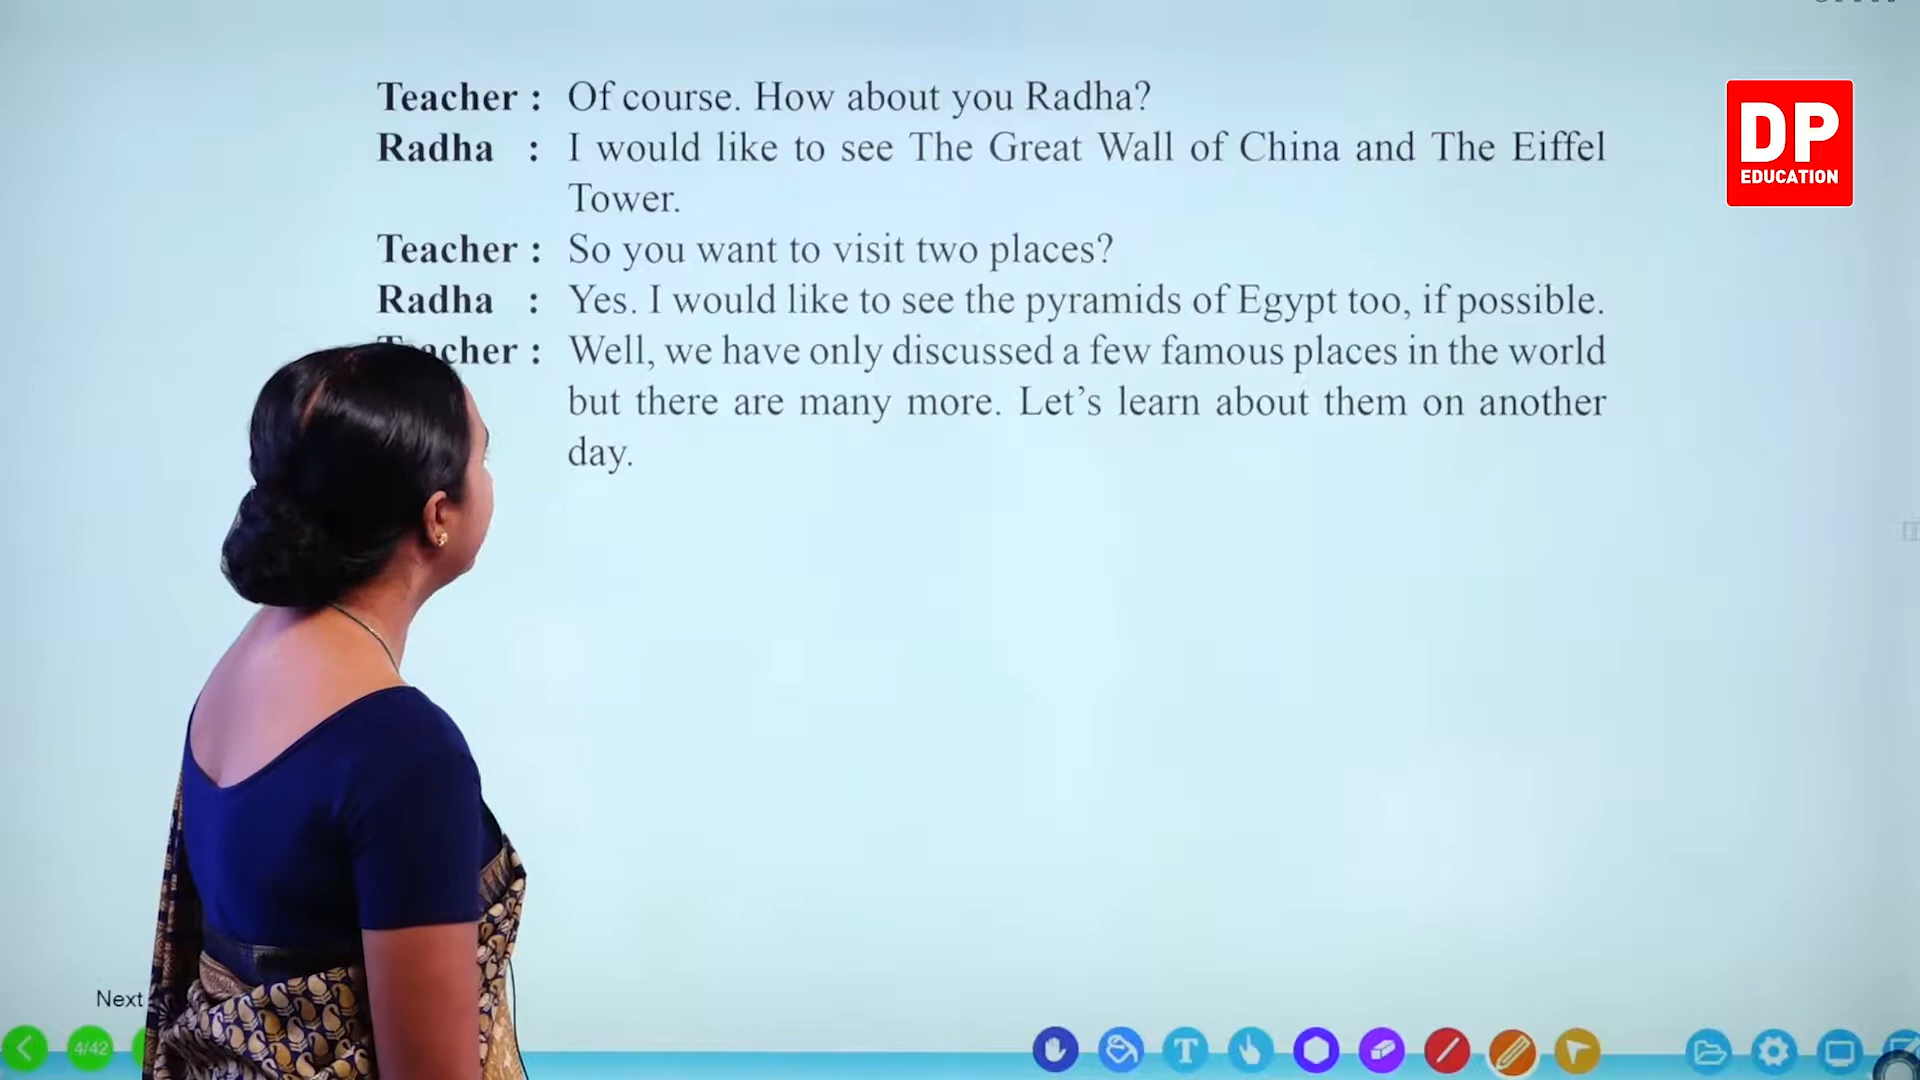 Teacher : Of course. How about you Radha?
Radha : I would like to see The Great Wall of China and The Eiffel
Tower.
Teacher : So you want to visit two places?
Radha : Yes. I would like to see the pyramids of Egypt too, if possible.
Teacher : Well, we have only discussed a few famous places in the world
but there are many more. Let’s learn about them on another
day.
DP
EDUCATION
Next
4/42
T